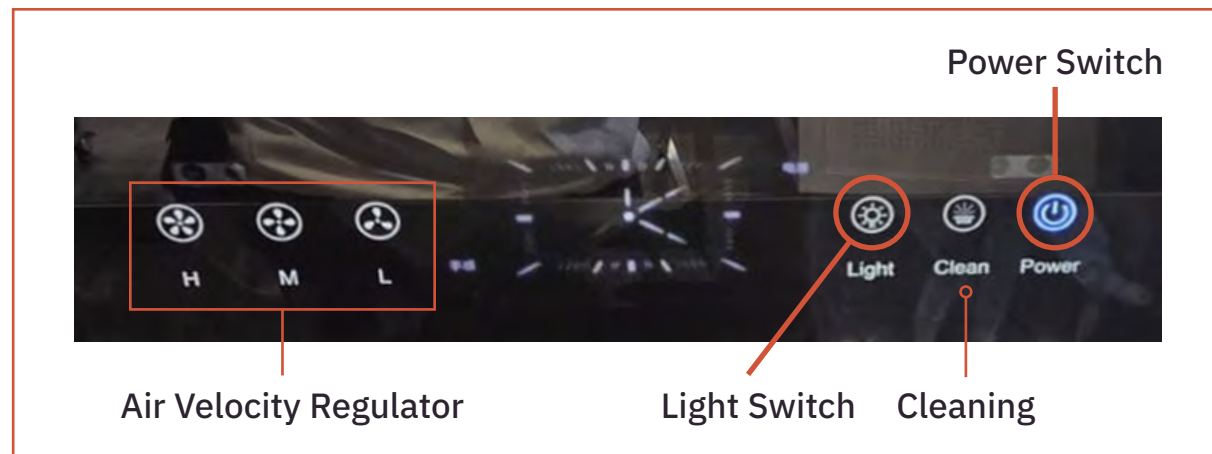 Power Switch
H M L
Light Clean Power
Air Velocity Regulator
Light Switch
Cleaning